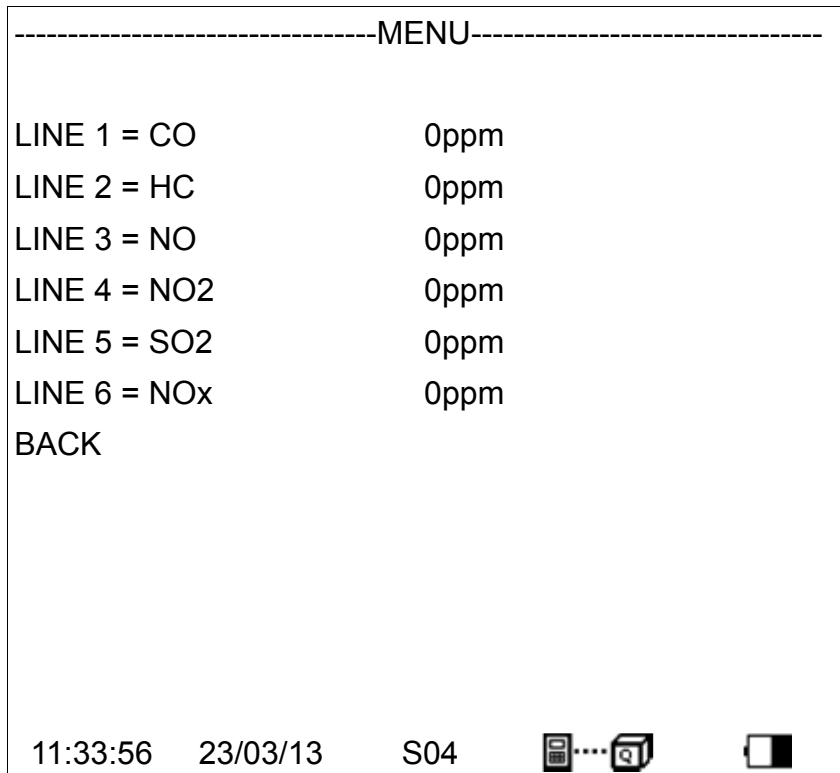 ---------------------------------MENU--------------------------------
LINE 1 = CO 0ppm
LINE 2 = HC 0ppm
LINE 3 = NO 0ppm
LINE 4 = NO2 0ppm
LINE 5 = SO2 0ppm
LINE 6 = NOx 0ppm
BACK
11:33:56 23/03/13 S04 Q